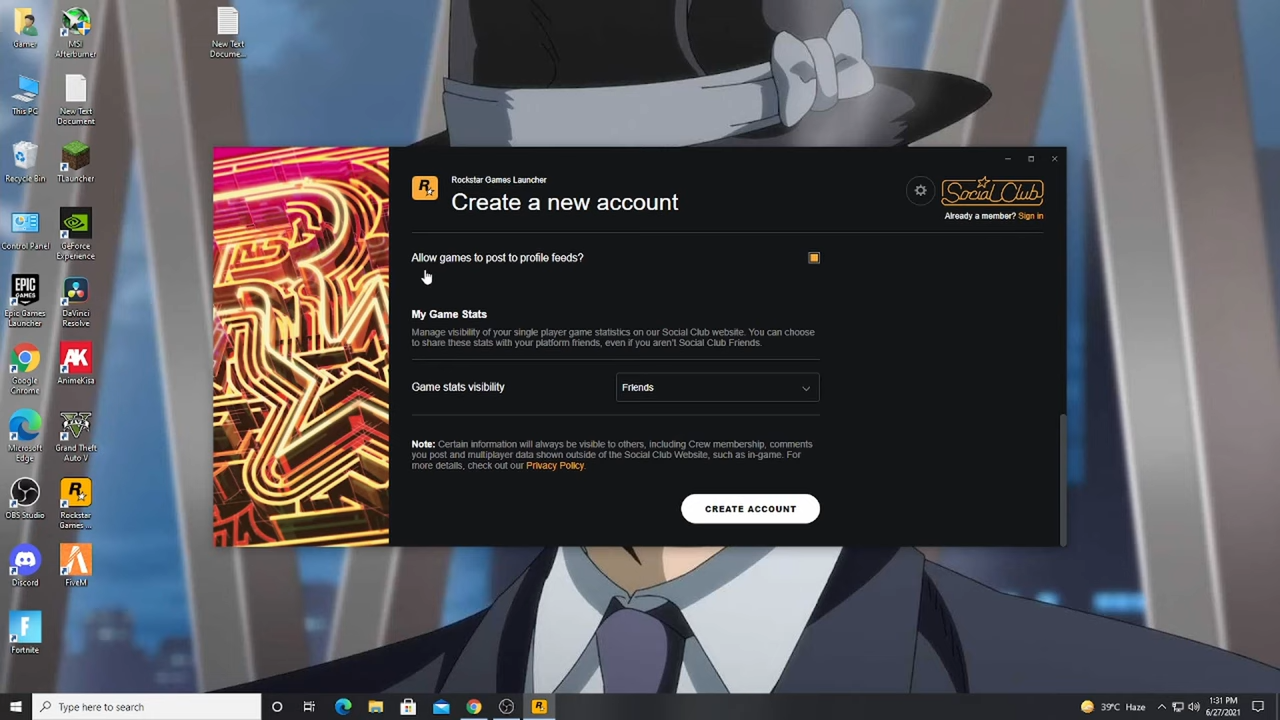 Gamer
MSI
Afterburner
New Text
Docume...
This PC
New Text
Document
Recycle Bin
TLauncher
Control Panel
GeForce
Experience
EPIC
GAMES
Epic Games
Launcher
DaVinci
Resolve
Google
Chrome
AK
AnimeKisa
Microsoft
Edge
Grand Theft
Auto V
OBS Studio
Rockstar
Games ...
Discord
FiveM
Fortnite
Rockstar Games Launcher
Create a new account
Social Club
Already a member? Sign in
Allow games to post to profile feeds?
My Game Stats
Manage visibility of your single player game statistics on our Social Club website. You can choose
to share these stats with your platform friends, even if you aren't Social Club Friends.
Game stats visibility
Friends
Note: Certain information will always be visible to others, including Crew membership, comments
you post and multiplayer data shown outside of the Social Club Website, such as in-game. For
more details, check out our Privacy Policy.
CREATE ACCOUNT
Type here to search
39°C Haze
1:31 PM
6/27/2021